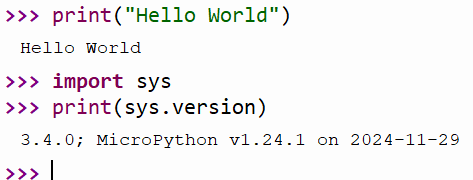 >>> print("Hello World")
Hello World
>>> import sys
>>> print(sys.version)
3.4.0; MicroPython v1.24.1 on 2024-11-29
>>>